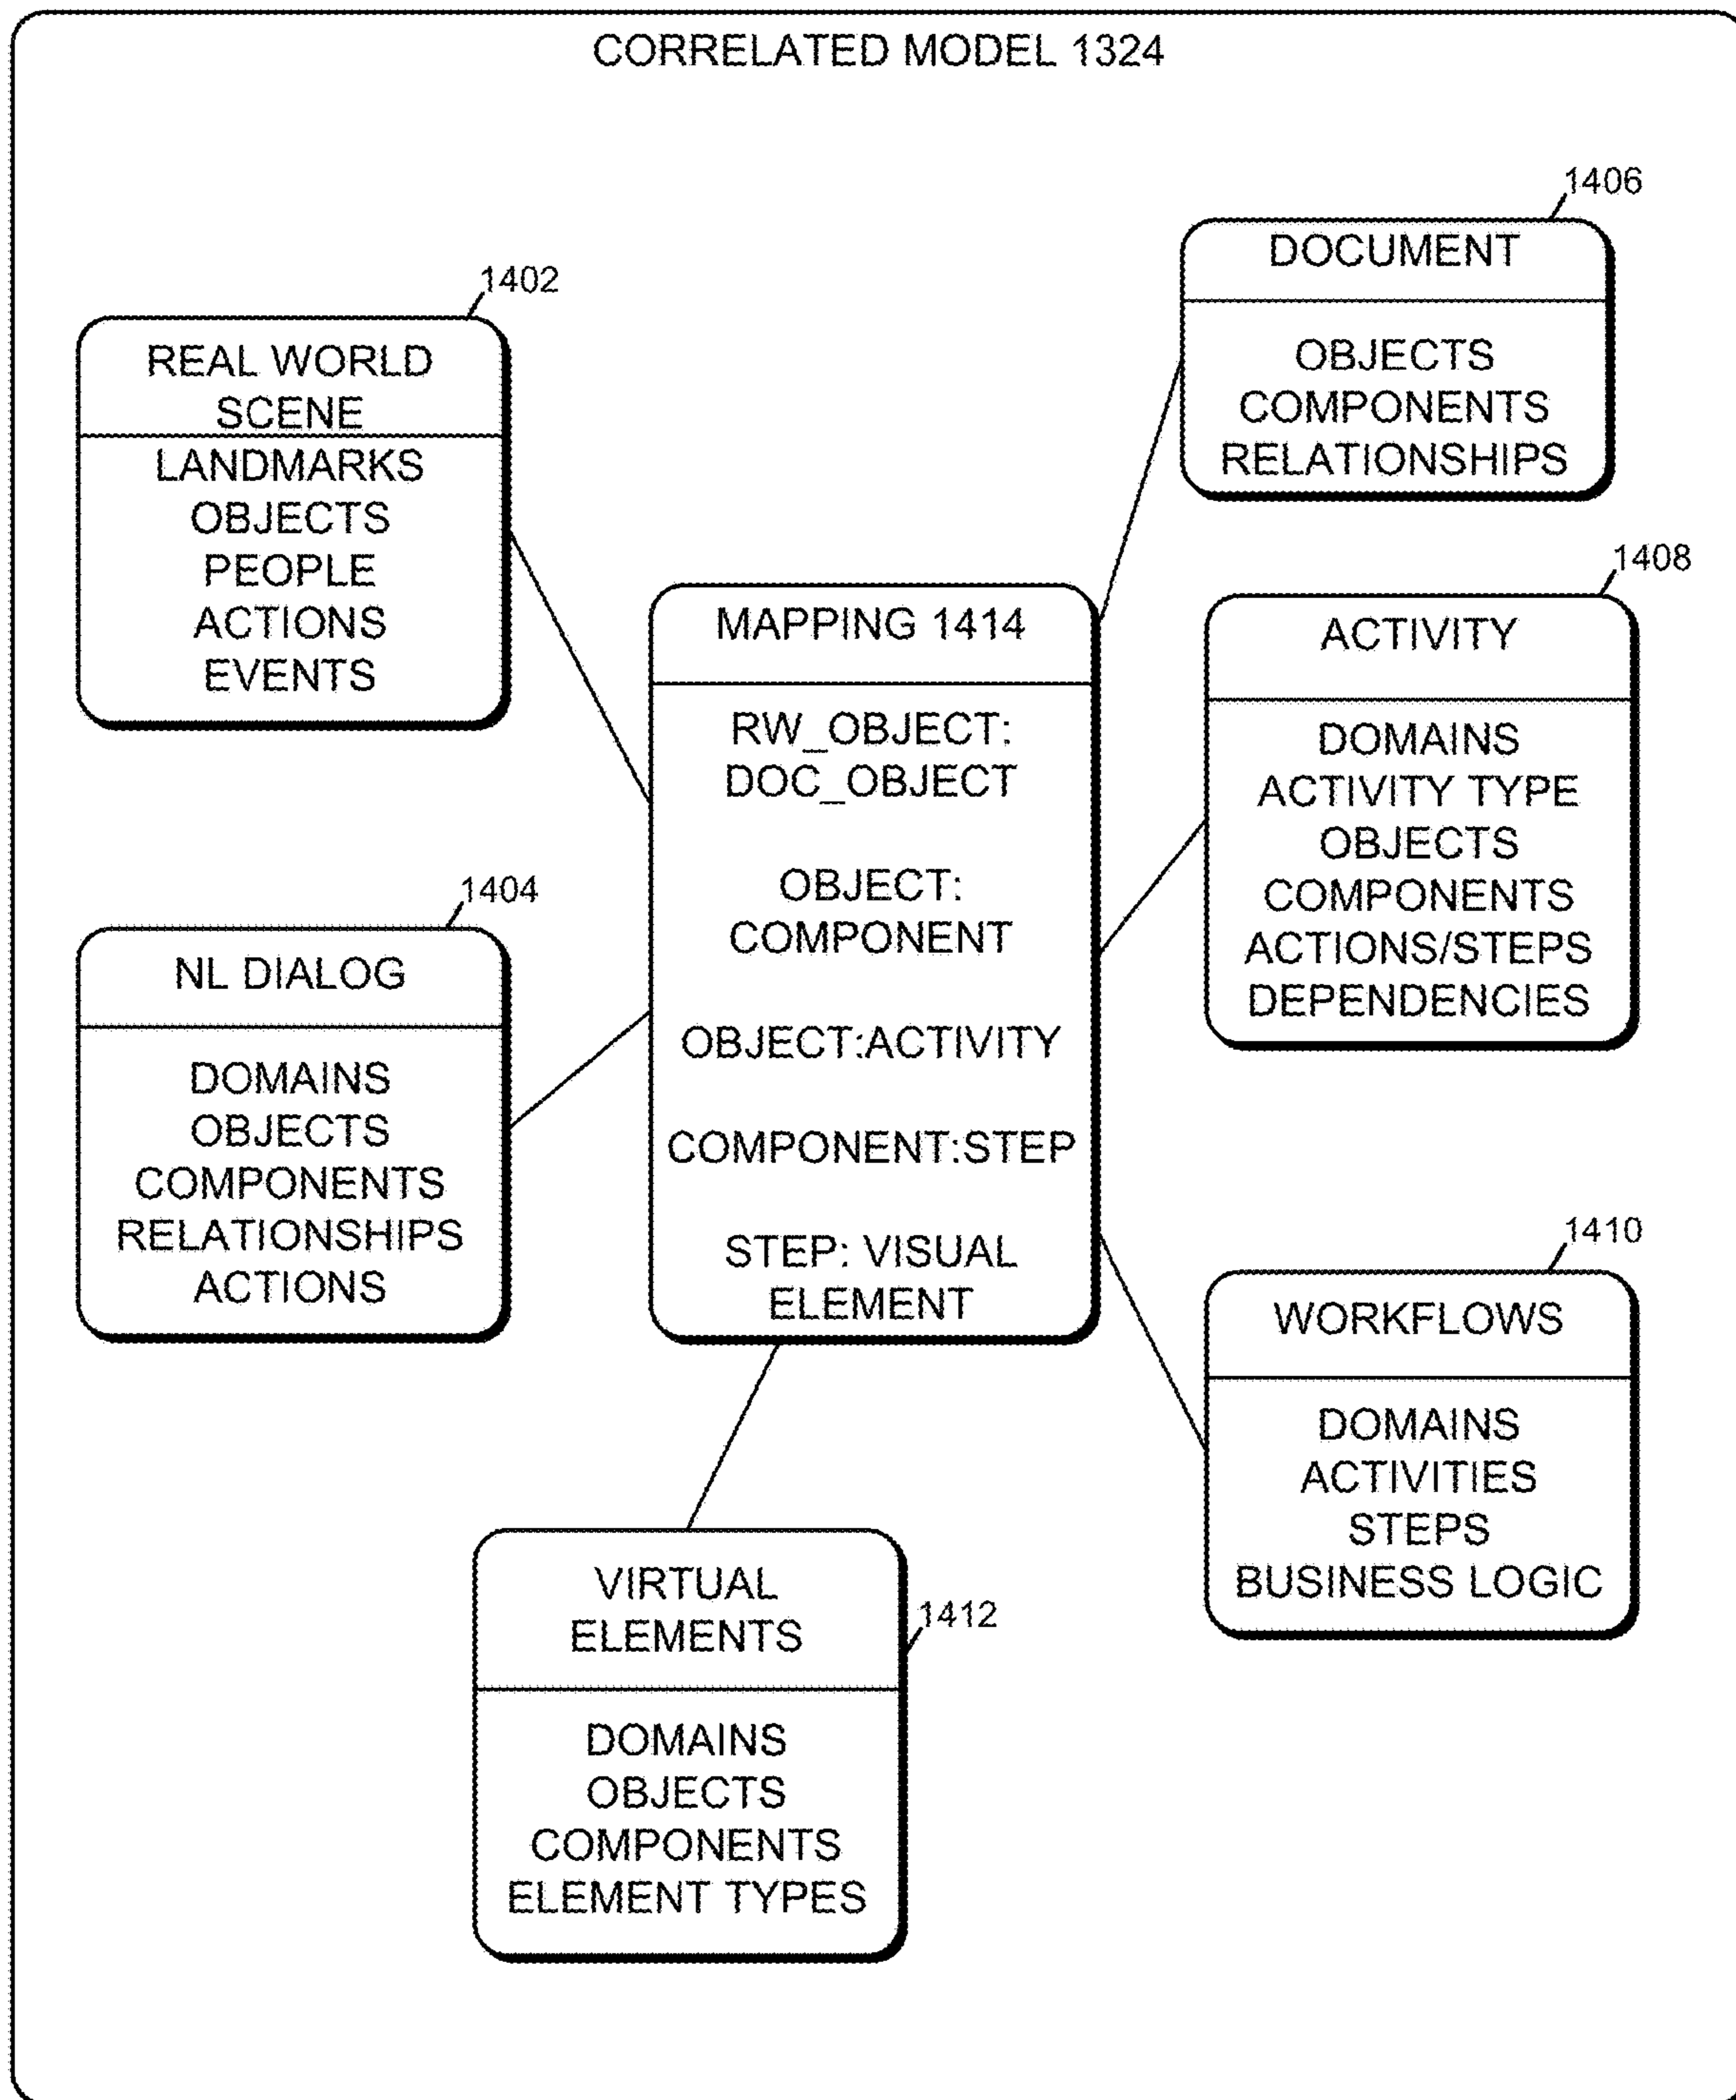 CORRELATED MODEL 1324
1402
REAL WORLD
SCENE
LANDMARKS
OBJECTS
PEOPLE
ACTIONS
EVENTS
1404
NL DIALOG
DOMAINS
OBJECTS
COMPONENTS
RELATIONSHIPS
ACTIONS
MAPPING 1414
RW_OBJECT:
DOC_OBJECT
OBJECT:
COMPONENT
OBJECT:ACTIVITY
COMPONENT:STEP
STEP: VISUAL
ELEMENT
1406
DOCUMENT
OBJECTS
COMPONENTS
RELATIONSHIPS
1408
ACTIVITY
DOMAINS
ACTIVITY TYPE
OBJECTS
COMPONENTS
ACTIONS/STEPS
DEPENDENCIES
1410
WORKFLOWS
DOMAINS
ACTIVITIES
STEPS
BUSINESS LOGIC
1412
VIRTUAL
ELEMENTS
DOMAINS
OBJECTS
COMPONENTS
ELEMENT TYPES